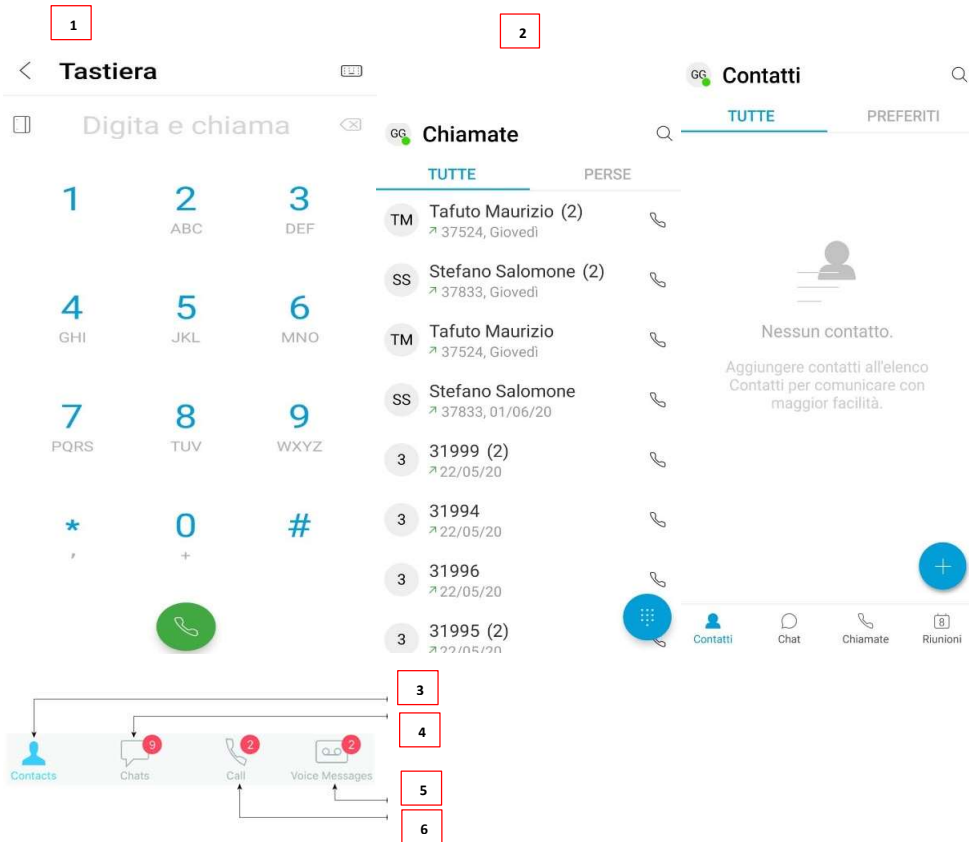 1
2
Tastiera
Digita e chiama
1
2
3
ABC
DEF
4
5
6
GHI
JKL
MNO
7
8
9
PQRS
TUV
WXYZ
*
0
#
,
+
GG Chiamate
TUTTE PERSE
TM Tafuto Maurizio (2)
37524, Giovedì
SS Stefano Salomone (2)
37833, Giovedì
TM Tafuto Maurizio
37524, Giovedì
SS Stefano Salomone
37833, 01/06/20
3 31999 (2)
22/05/20
3 31994
22/05/20
3 31996
22/05/20
3 31995 (2)
22/05/20
GG Contatti
TUTTE PREFERITI
Nessun contatto.
Aggiungere contatti all'elenco
Contatti per comunicare con
maggior facilità.
8
Contatti Chat Chiamate Riunioni
3
4
9 2 2
Contacts Chats Call Voice Messages
5
6